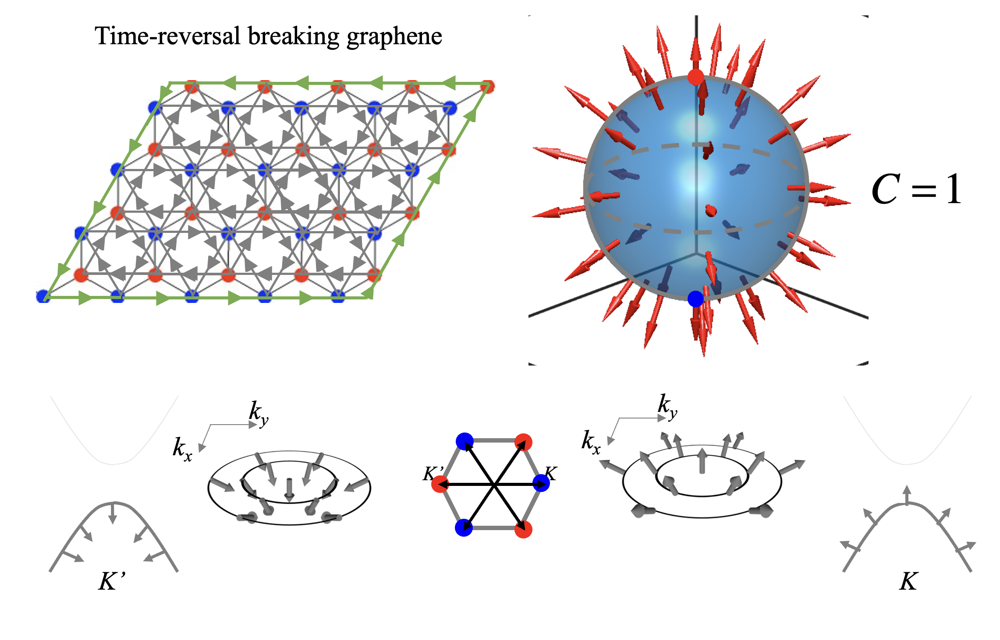 Time-reversal breaking graphene
C = 1
k_y
k_x
k_y
k_x
K'
K
K'
K